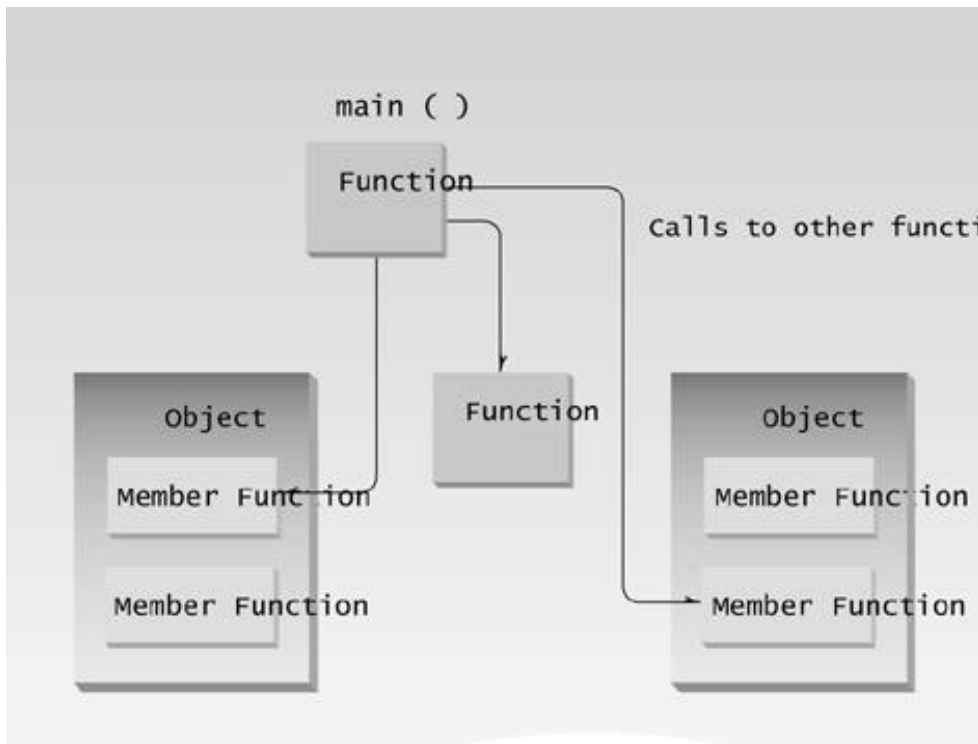 main ( )
Function
Calls to other functi
Function
Object
Member Function
Member Function
Object
Member Function
Member Function